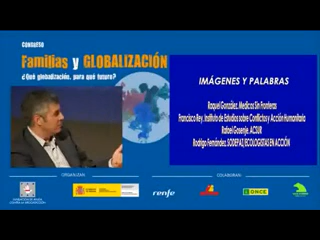 CONGRESO
Familias y GLOBALIZACIÓN
¿Qué globalización, para qué futuro?
IMÁGENES Y PALABRAS
Raquel González, Medicos Sin Fronteras
Francisco Rey, Instituto de Estudios sobre Conflictos y Acción Humanitaria
Rafael Gosenje, ACSUR
Rodrigo Fernández, SODEPAZ/ECOLOGISTAS EN ACCIÓN
ORGANIZAN
COLABORAN
renfe
ONCE